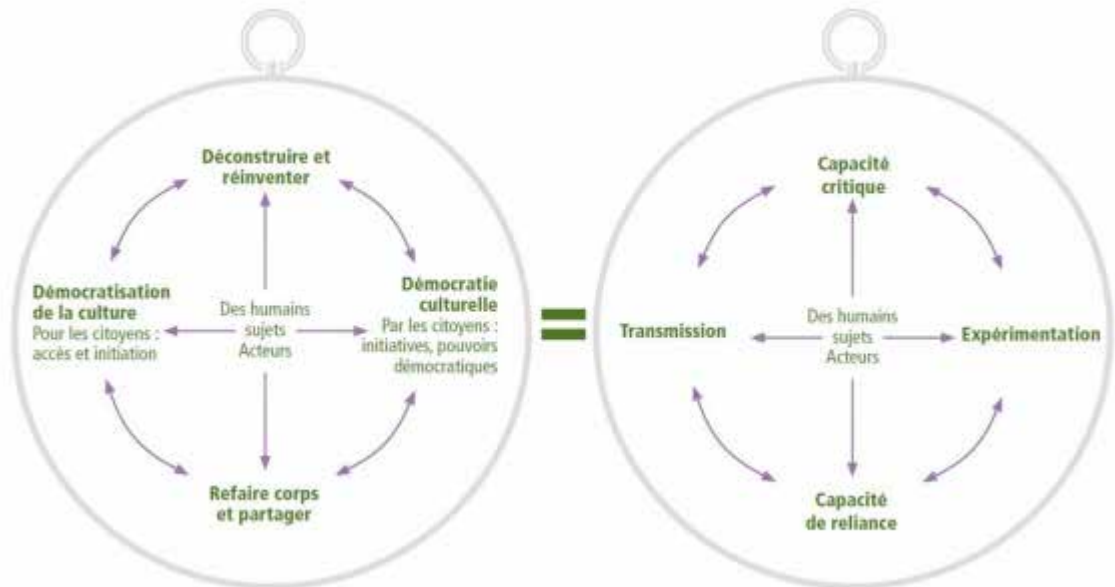 Déconstruire et
réinventer
Démocratisation
de la culture
Pour les citoyens :
accès et initiation
Des humains
sujets
Acteurs
Démocratie
culturelle
Par les citoyens :
initiatives, pouvoirs
démocratiques
Refaire corps
et partager
=
Capacité
critique
Transmission
Des humains
sujets
Acteurs
Expérimentation
Capacité
de reliance